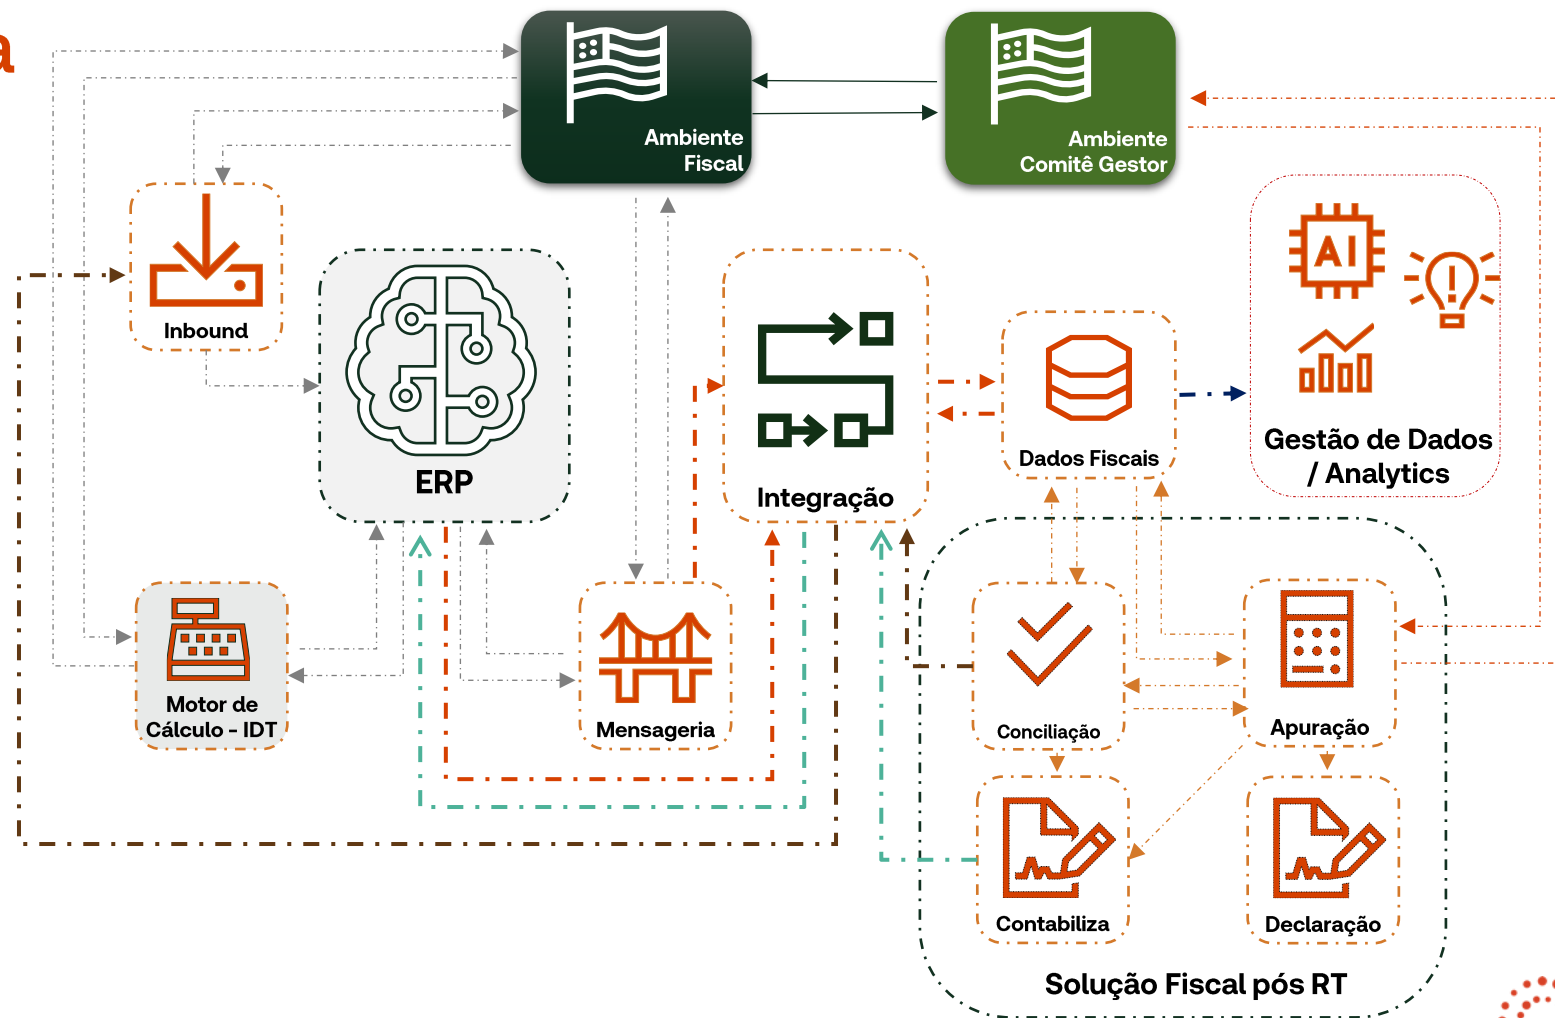 a
Ambiente
Fiscal
Ambiente
Comitê Gestor
Inbound
AI
ERP
Integração
Dados Fiscais
Gestão de Dados
/ Analytics
Motor de
Cálculo - IDT
Mensageria
Conciliação
Apuração
Contabiliza
Declaração
Solução Fiscal pós RT